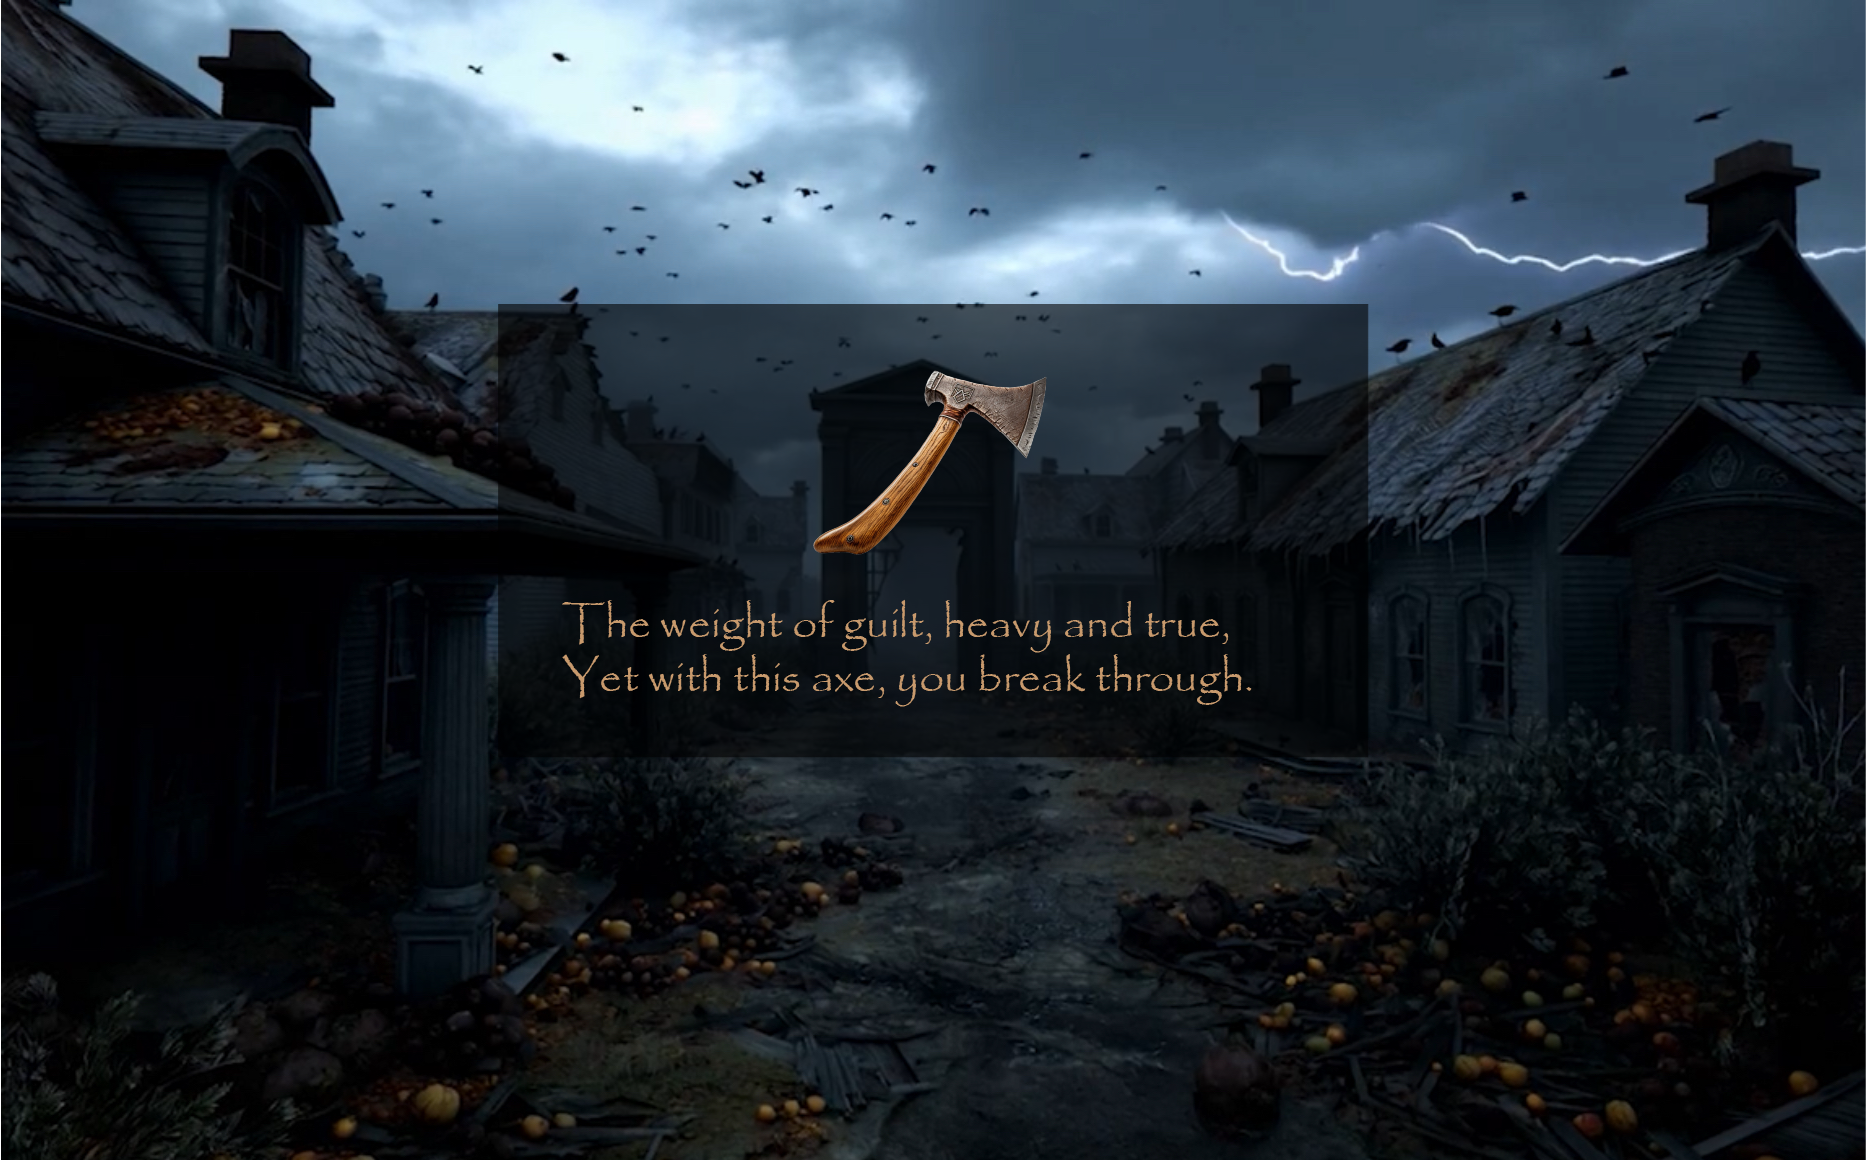 The weight of guilt, heavy and true,
Yet with this axe, you break through.